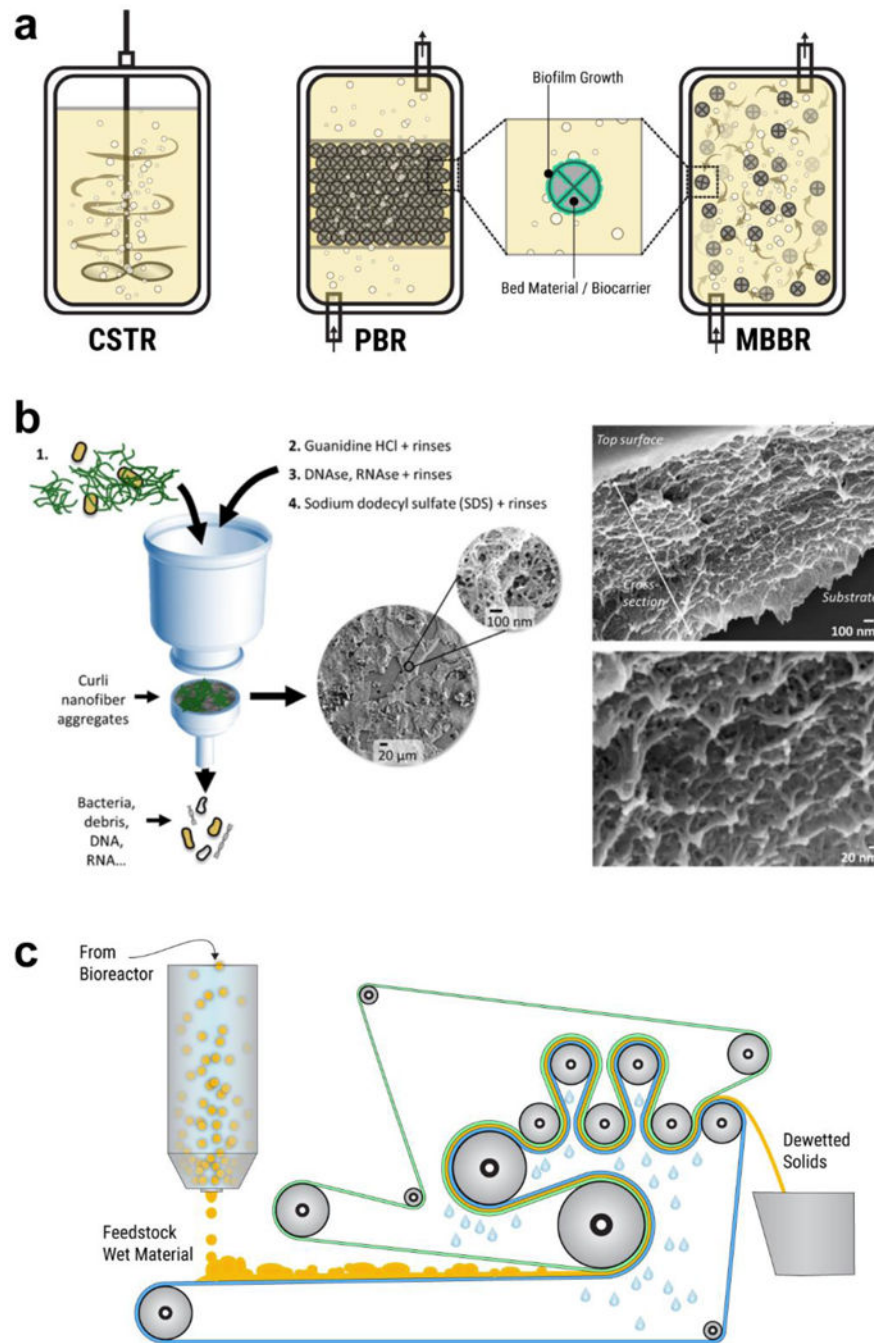 a
Biofilm Growth
Bed Material / Biocarrier
CSTR
PBR
MBBR
b
1.
2. Guanidine HCl + rinses
3. DNAse, RNAse + rinses
4. Sodium dodecyl sulfate (SDS) + rinses
Curli
nanofiber
aggregates
Bacteria,
debris,
DNA,
RNA...
100 nm
20 µm
Top surface
Cross-
section
Substrate
100 nm
20 nm
c
From
Bioreactor
Feedstock
Wet Material
Dewetted
Solids